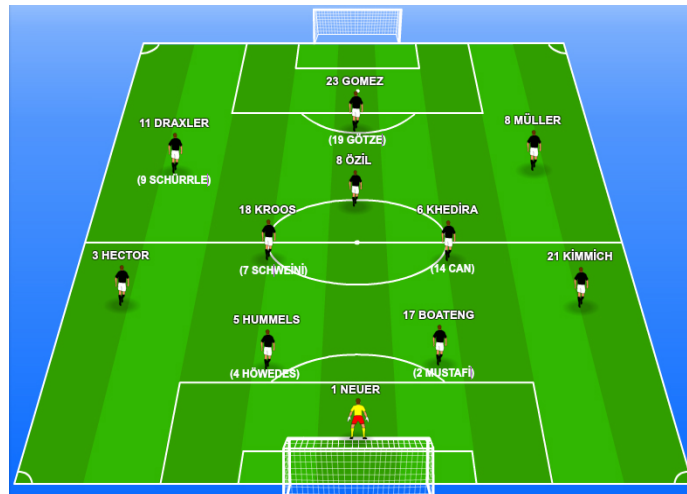 23 GOMEZ
11 DRAXLER
8 MÜLLER
(19 GÖTZE)
8 ÖZİL
(9 SCHÜRRLE)
18 KROOS
6 KHEDİRA
3 HECTOR
(7 SCHWEİNİ)
(14 CAN)
21 KİMMİCH
5 HUMMELS
17 BOATENG
(4 HÖWEDES)
(2 MUSTAFİ)
1 NEUER